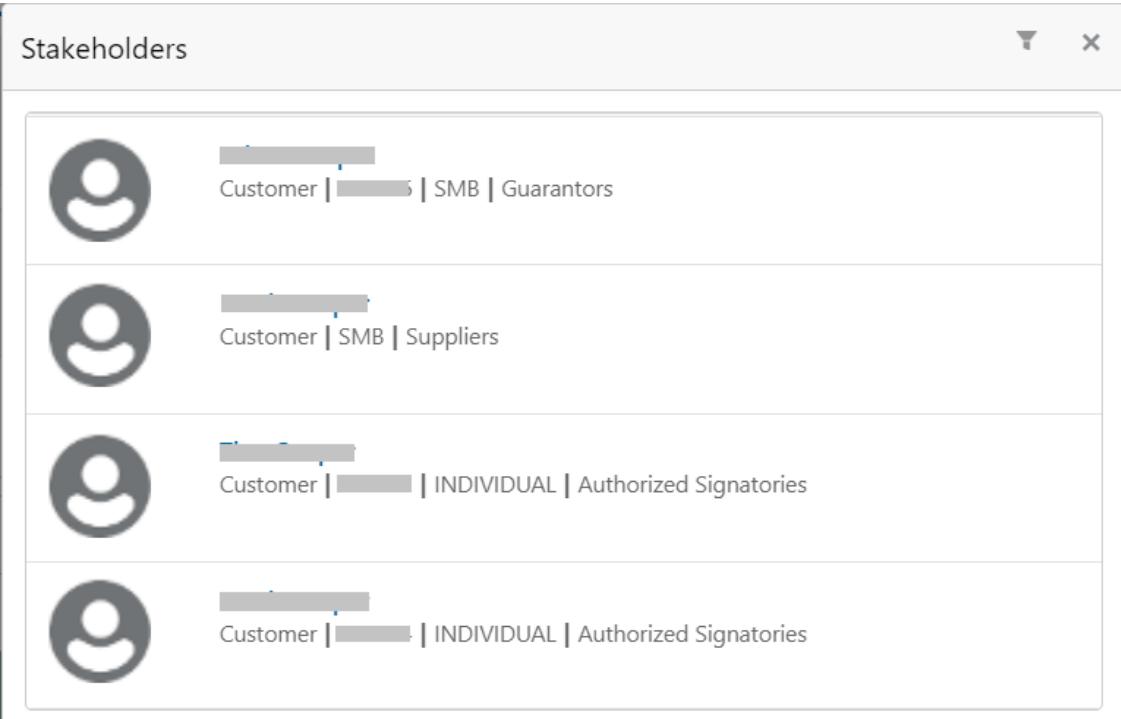 Stakeholders
Customer | | SMB | Guarantors
Customer | SMB | Suppliers
Customer | | INDIVIDUAL | Authorized Signatories
Customer | | INDIVIDUAL | Authorized Signatories